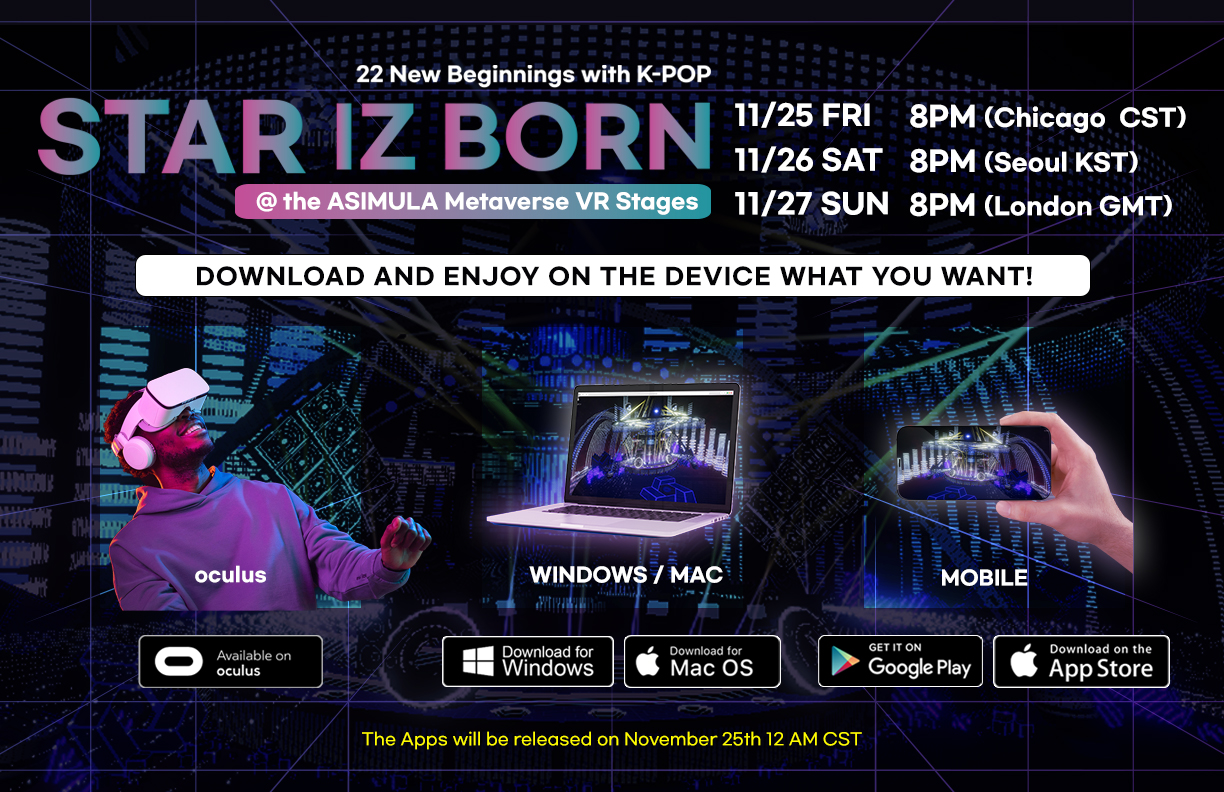 22 New Beginnings with K-POP
STAR IZ BORN
@ the ASIMULA Metaverse VR Stages
11/25 FRI 8PM (Chicago CST)
11/26 SAT 8PM (Seoul KST)
11/27 SUN 8PM (London GMT)
DOWNLOAD AND ENJOY ON THE DEVICE WHAT YOU WANT!
oculus
WINDOWS / MAC
MOBILE
Available on
oculus
Download for
Windows
Download for
Mac OS
GET IT ON
Google Play
Download on the
App Store
The Apps will be released on November 25th 12 AM CST